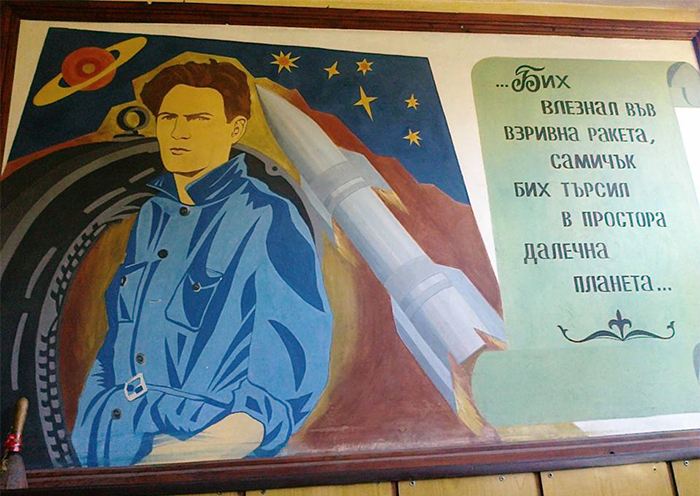 ...Бих
влезнал във
взривна ракета,
самичък
бих търсил
в простора
далечна
планета...